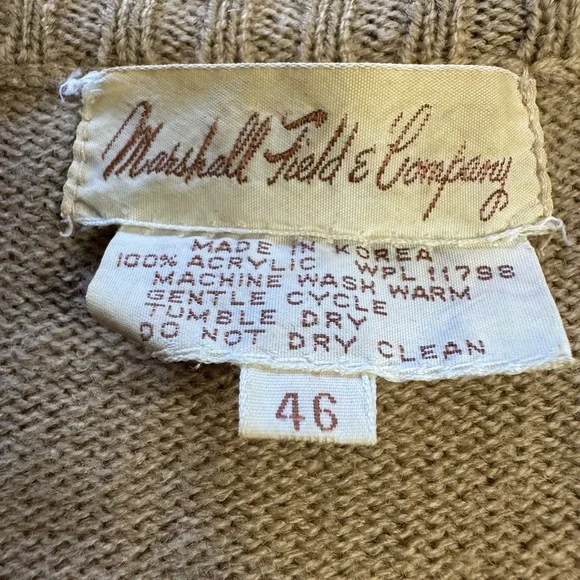 Marshall Field & Company
MADE IN KOREA
100% ACRYLIC WPL 11798
MACHINE WASH WARM
GENTLE CYCLE
TUMBLE DRY
DO NOT DRY CLEAN
46